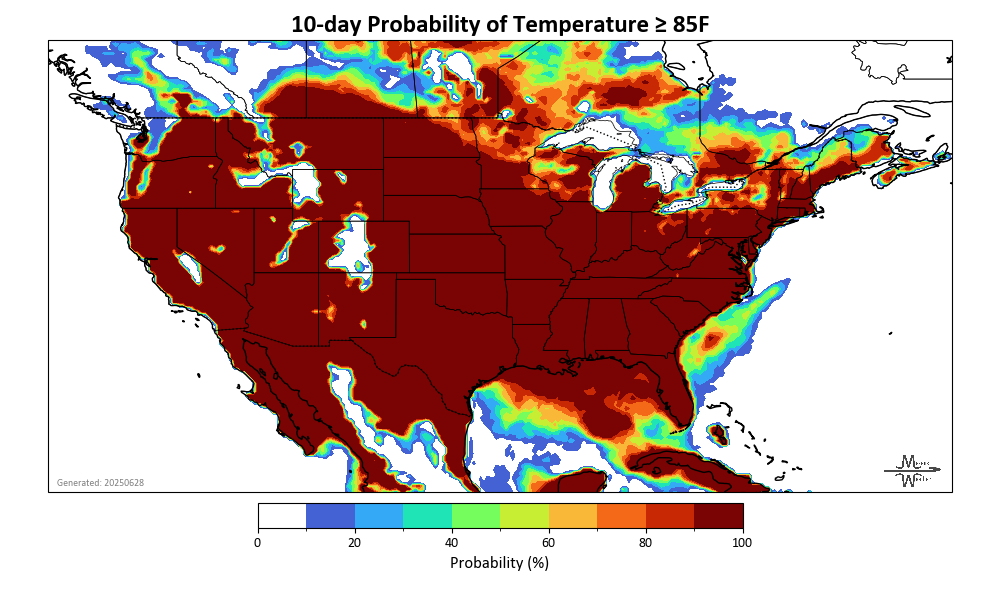 10-day Probability of Temperature ≥ 85F
Generated: 20250628
0 20 40 60 80 100
Probability (%)